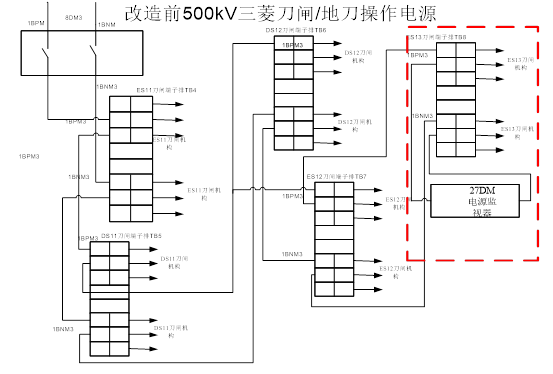 改造前500kV三菱刀闸/地刀操作电源
1BPM
8DM3
1BNM
DS12刀闸端子排TB6
1BPM3
DS12刀闸
机构
ES13刀闸端子排TB8
1BPM3
ES13刀闸
机构
1BNM3
ES11刀闸端子排TB4
1BPM3
ES11刀闸机
构
1BNM3
DS12刀闸机
构
1BNM3
ES13刀闸机
构
1BPM3
1BNM3
ES11刀闸机
构
ES12刀闸端子排TB7
1BPM3
ES12刀闸
机构
27DM
电源监
视器
DS11刀闸端子排TB5
1BPM3
DS11刀闸
机构
1BNM3
ES12刀闸机
构
1BNM3
DS11刀闸机
构